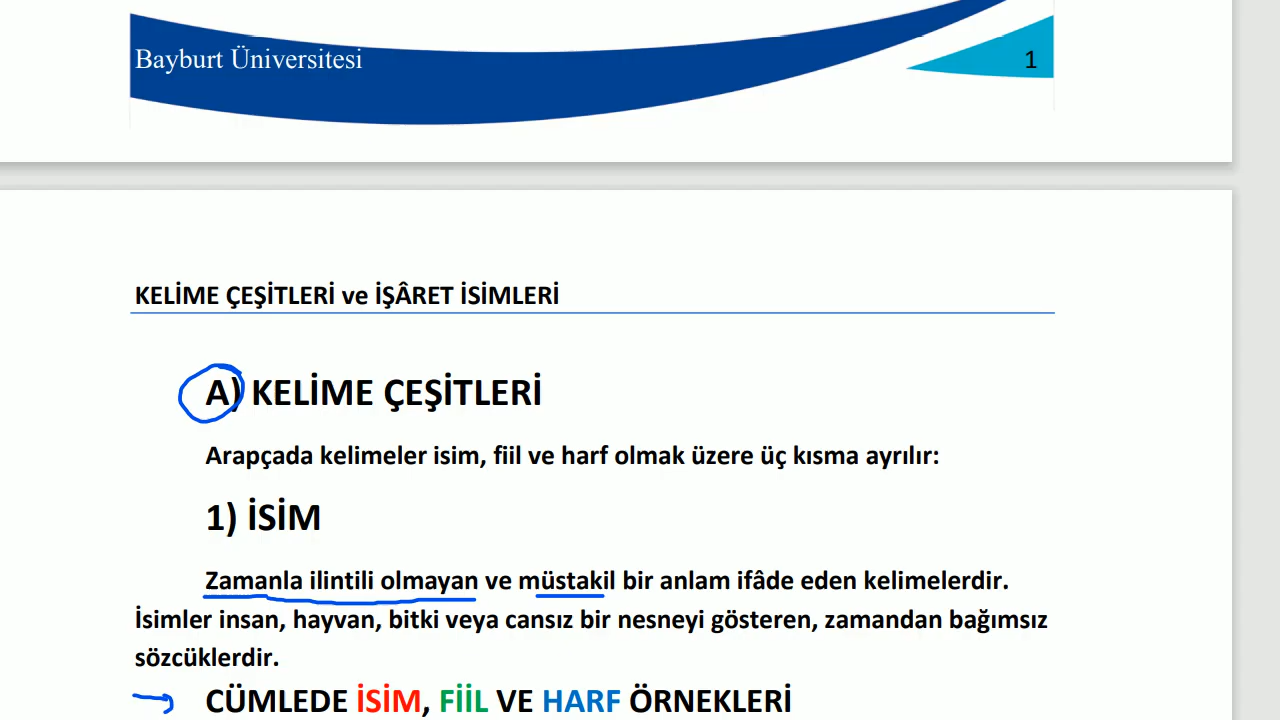 Bayburt Üniversitesi
1
KELİME ÇEŞİTLERİ ve İŞÂRET İSİMLERİ
A) KELİME ÇEŞİTLERİ
Arapçada kelimeler isim, fiil ve harf olmak üzere üç kısma ayrılır:
1) İSİM
Zamanla ilintili olmayan ve müstakil bir anlam ifâde eden kelimelerdir.
İsimler insan, hayvan, bitki veya cansız bir nesneyi gösteren, zamandan bağımsız
sözcüklerdir.
CÜMLEDE İSİM, FİİL VE HARF ÖRNEKLERİ